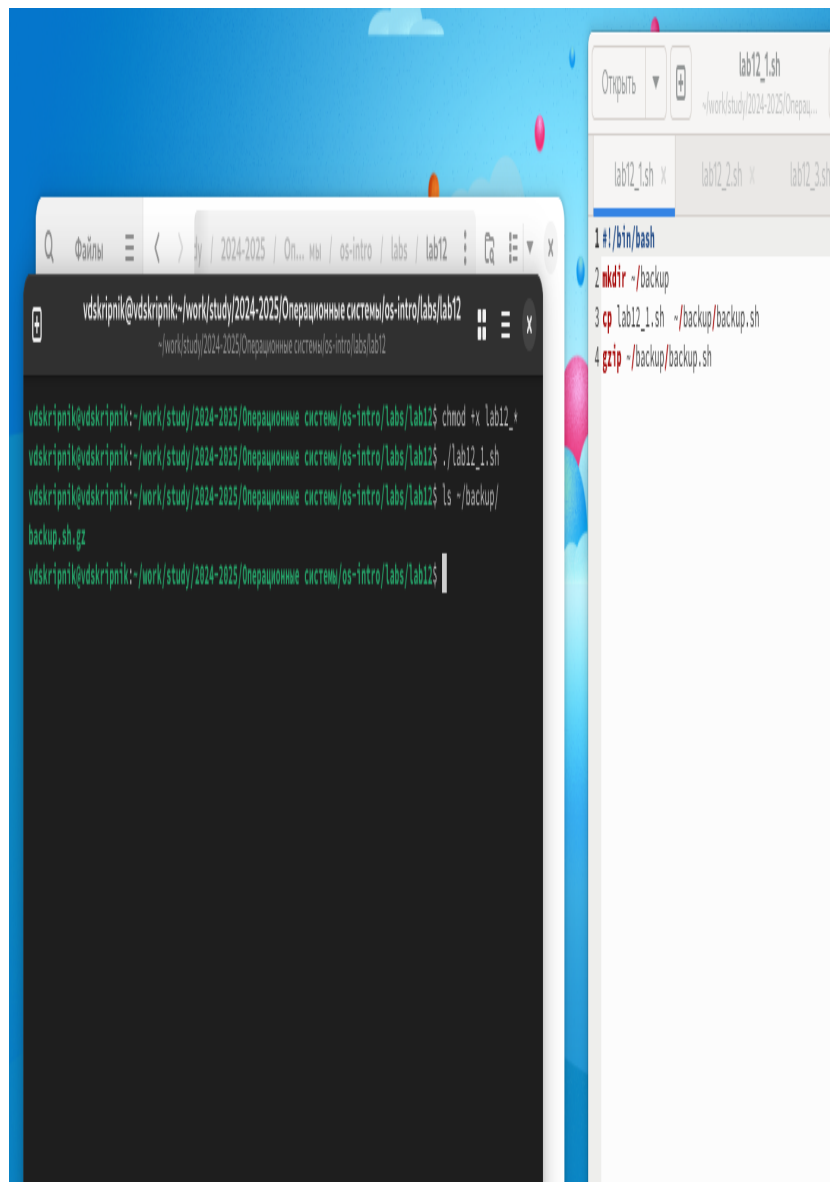 Файлы
dy / 2024-2025 / Оп... мы / os-intro / labs / lab12
vdskripnik@vdskripnik:~/work/study/2024-2025/Операционные системы/os-intro/labs/lab12
~/work/study/2024-2025/Операционные системы/os-intro/labs/lab12
vdskripnik@vdskripnik:~/work/study/2024-2025/Операционные системы/os-intro/labs/lab12$ chmod +x lab12_*
vdskripnik@vdskripnik:~/work/study/2024-2025/Операционные системы/os-intro/labs/lab12$ ./lab12_1.sh
vdskripnik@vdskripnik:~/work/study/2024-2025/Операционные системы/os-intro/labs/lab12$ ls ~/backup/
backup.sh.gz
vdskripnik@vdskripnik:~/work/study/2024-2025/Операционные системы/os-intro/labs/lab12$
Открыть
lab12_1.sh
~/work/study/2024-2025/Операц...
lab12_1.sh lab12_2.sh lab12_3.sh
1 #!/bin/bash
2 mkdir ~/backup
3 cp lab12_1.sh ~/backup/backup.sh
4 gzip ~/backup/backup.sh